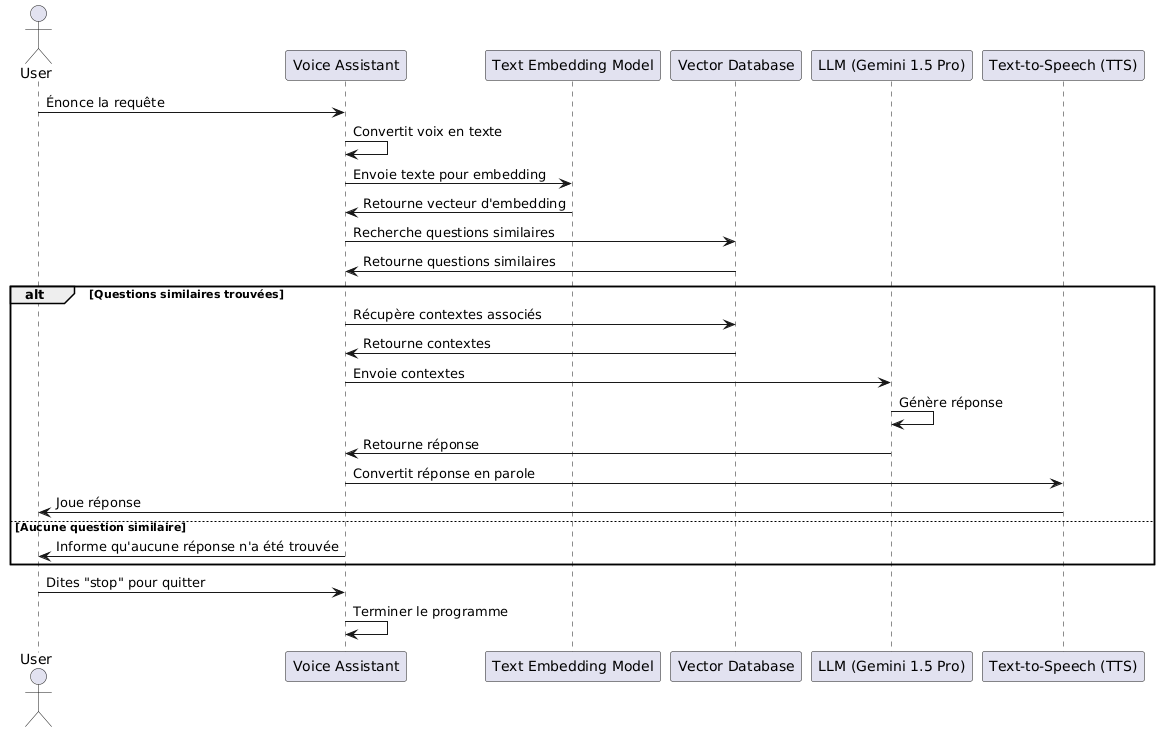 User
Voice Assistant
Text Embedding Model
Vector Database
LLM (Gemini 1.5 Pro)
Text-to-Speech (TTS)
Énonce la requête
Convertit voix en texte
Envoie texte pour embedding
Retourne vecteur d'embedding
Recherche questions similaires
Retourne questions similaires
alt
[Questions similaires trouvées]
Récupère contextes associés
Retourne contextes
Envoie contextes
Génère réponse
Retourne réponse
Convertit réponse en parole
Joue réponse
[Aucune question similaire]
Informe qu'aucune réponse n'a été trouvée
Dites "stop" pour quitter
Terminer le programme
User
Voice Assistant
Text Embedding Model
Vector Database
LLM (Gemini 1.5 Pro)
Text-to-Speech (TTS)